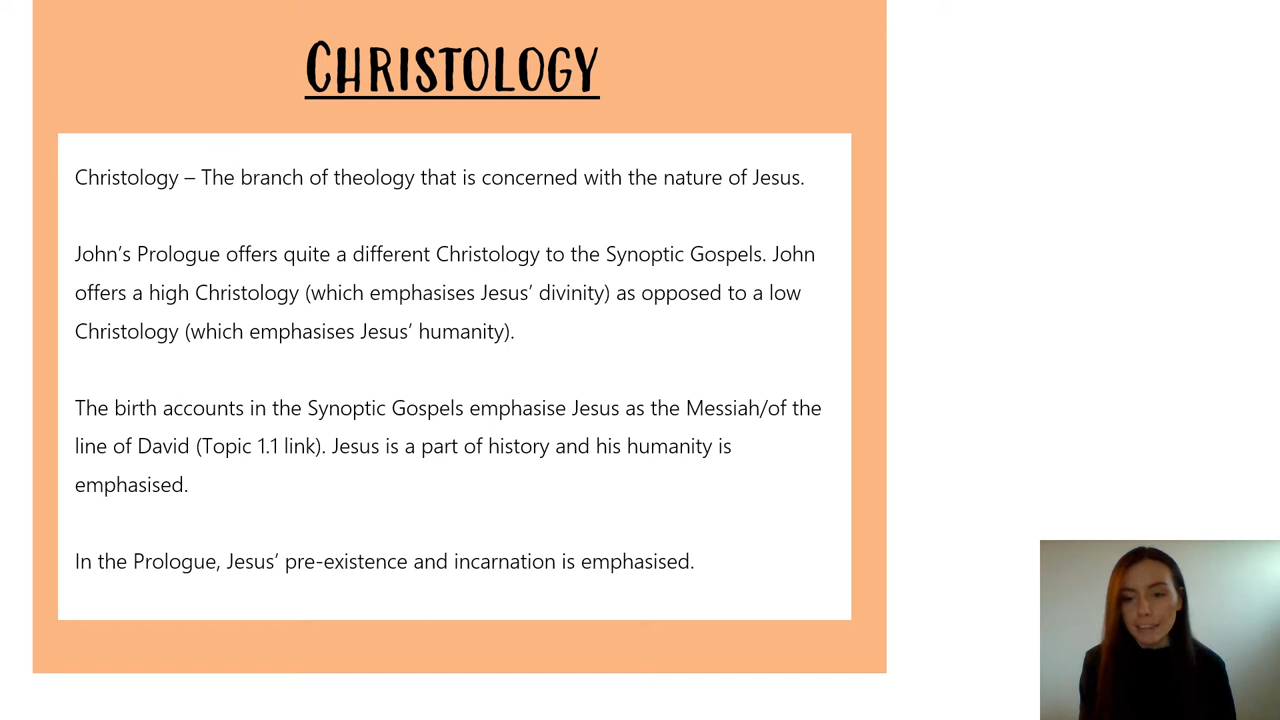 CHRISTOLOGY
Christology – The branch of theology that is concerned with the nature of Jesus.
John’s Prologue offers quite a different Christology to the Synoptic Gospels. John
offers a high Christology (which emphasises Jesus’ divinity) as opposed to a low
Christology (which emphasises Jesus’ humanity).
The birth accounts in the Synoptic Gospels emphasise Jesus as the Messiah/of the
line of David (Topic 1.1 link). Jesus is a part of history and his humanity is
emphasised.
In the Prologue, Jesus’ pre-existence and incarnation is emphasised.